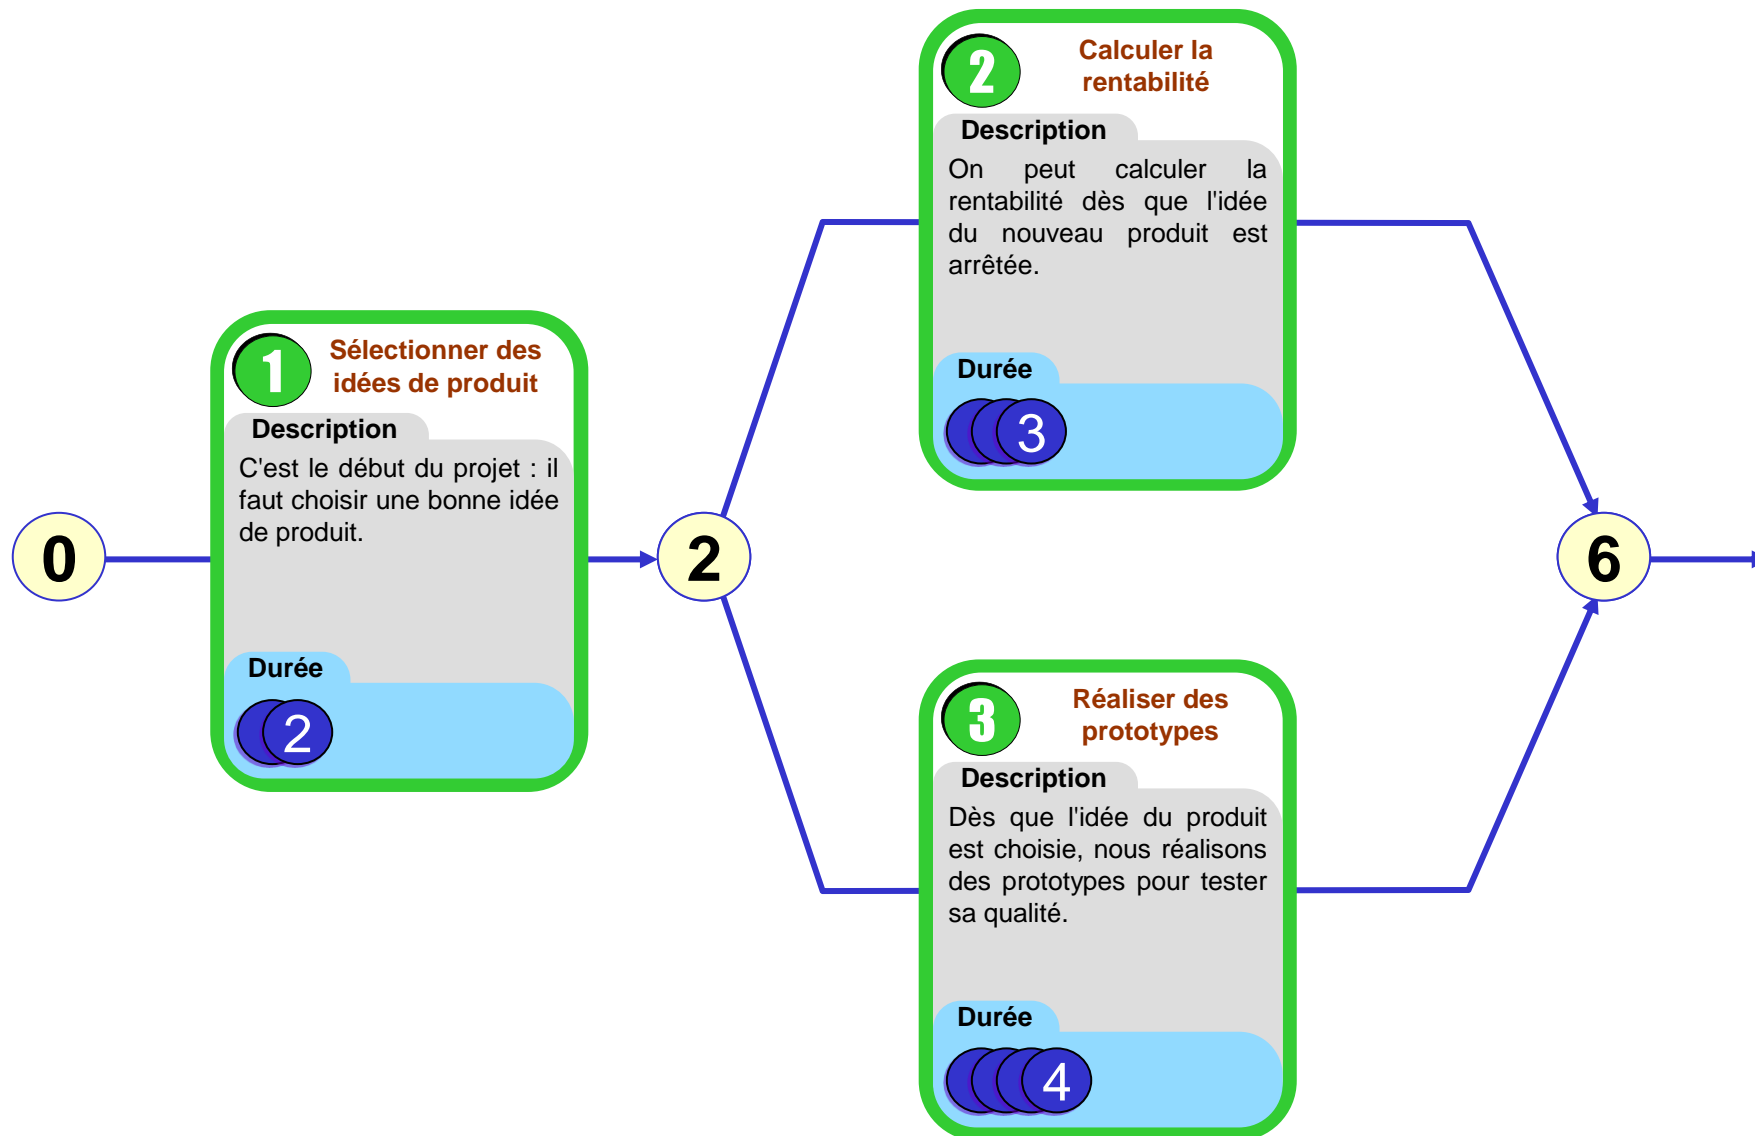 0
1
Sélectionner des
idées de produit
Description
C'est le début du projet : il
faut choisir une bonne idée
de produit.
Durée
2
2
2
Calculer la
rentabilité
Description
On peut calculer la
rentabilité dès que l'idée
du nouveau produit est
arrêtée.
Durée
3
3
Réaliser des
prototypes
Description
Dès que l'idée du produit
est choisie, nous réalisons
des prototypes pour tester
sa qualité.
Durée
4
6